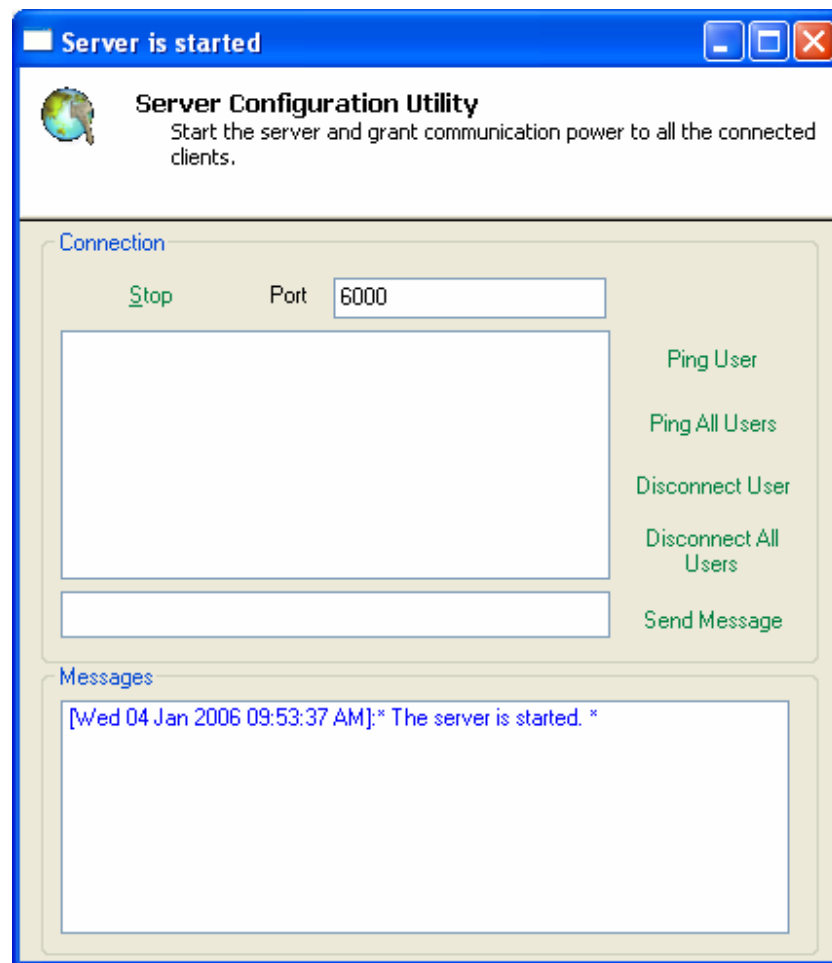 Server is started
Server Configuration Utility
Start the server and grant communication power to all the connected
clients.
Connection
Stop
Port
6000
Ping User
Ping All Users
Disconnect User
Disconnect All
Users
Send Message
Messages
[Wed 04 Jan 2006 09:53:37 AM]:* The server is started. *